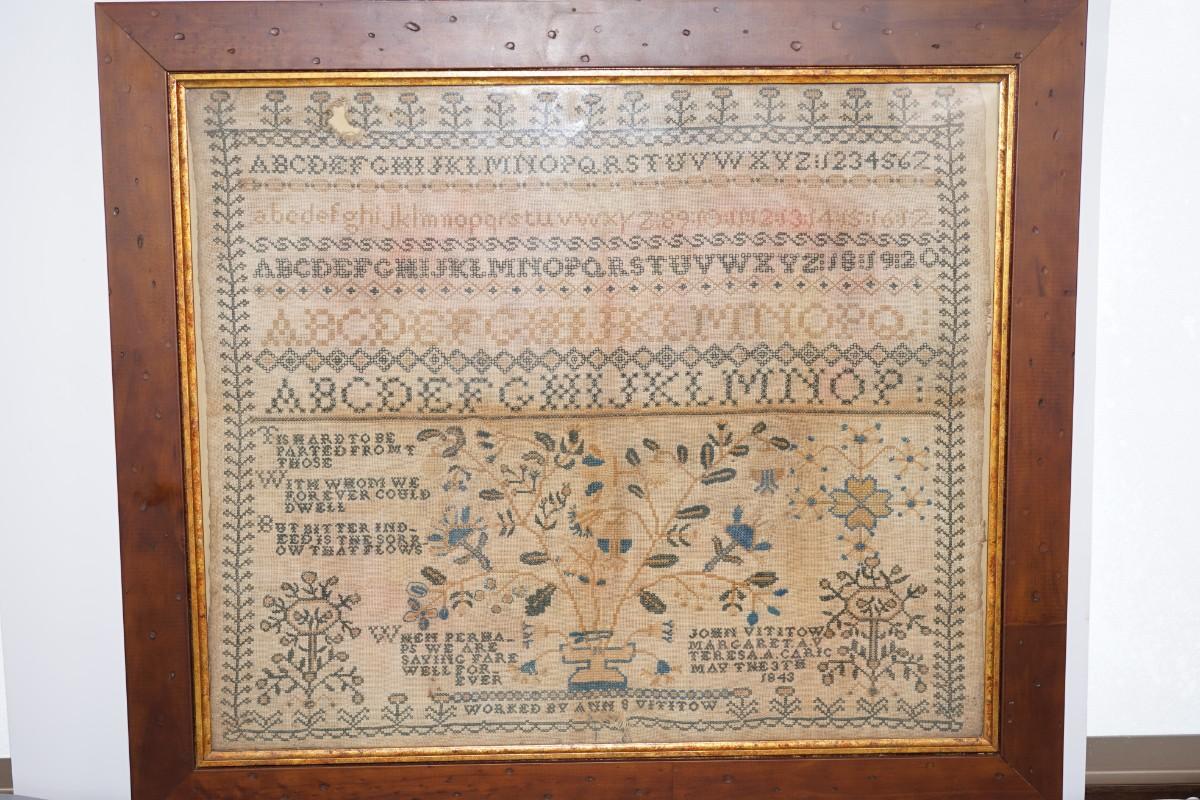 ABCDEFGHIJKLMNOPQRSTUVWXYZ:1234562
abcdefghijklmnopqrstuvwxyz
ABCDEFGHIJKLMNOPQRSTUVWXYZ:18:19:20
ABCDEFGHIJKLMNOPQ:
ABCDEFGHIJKLMNOP:
TIS HARD TO BE
PARTED FROM T
THOSE
WITH WHOM WE
FOREVER COULD
DWELL
BUT BITTER IND-
EED IS THE SORR
OW THAT FLOWS
WHEN PERHA-
PS WE ARE
SAYING FARE
WELL FOR
EVER
JOHN VITITOW
MARGARET A V
TERESA.A.CARIC
MAY THE 3TH
1843
WORKED BY ANN S VITITOW